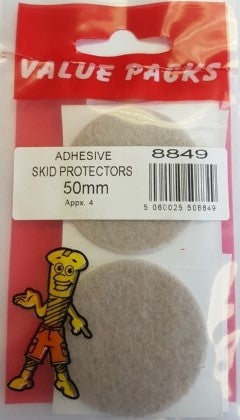 VALUE PACKS
ADHESIVE 8849
SKID PROTECTORS
50mm
Appx. 4
5 060025 508849